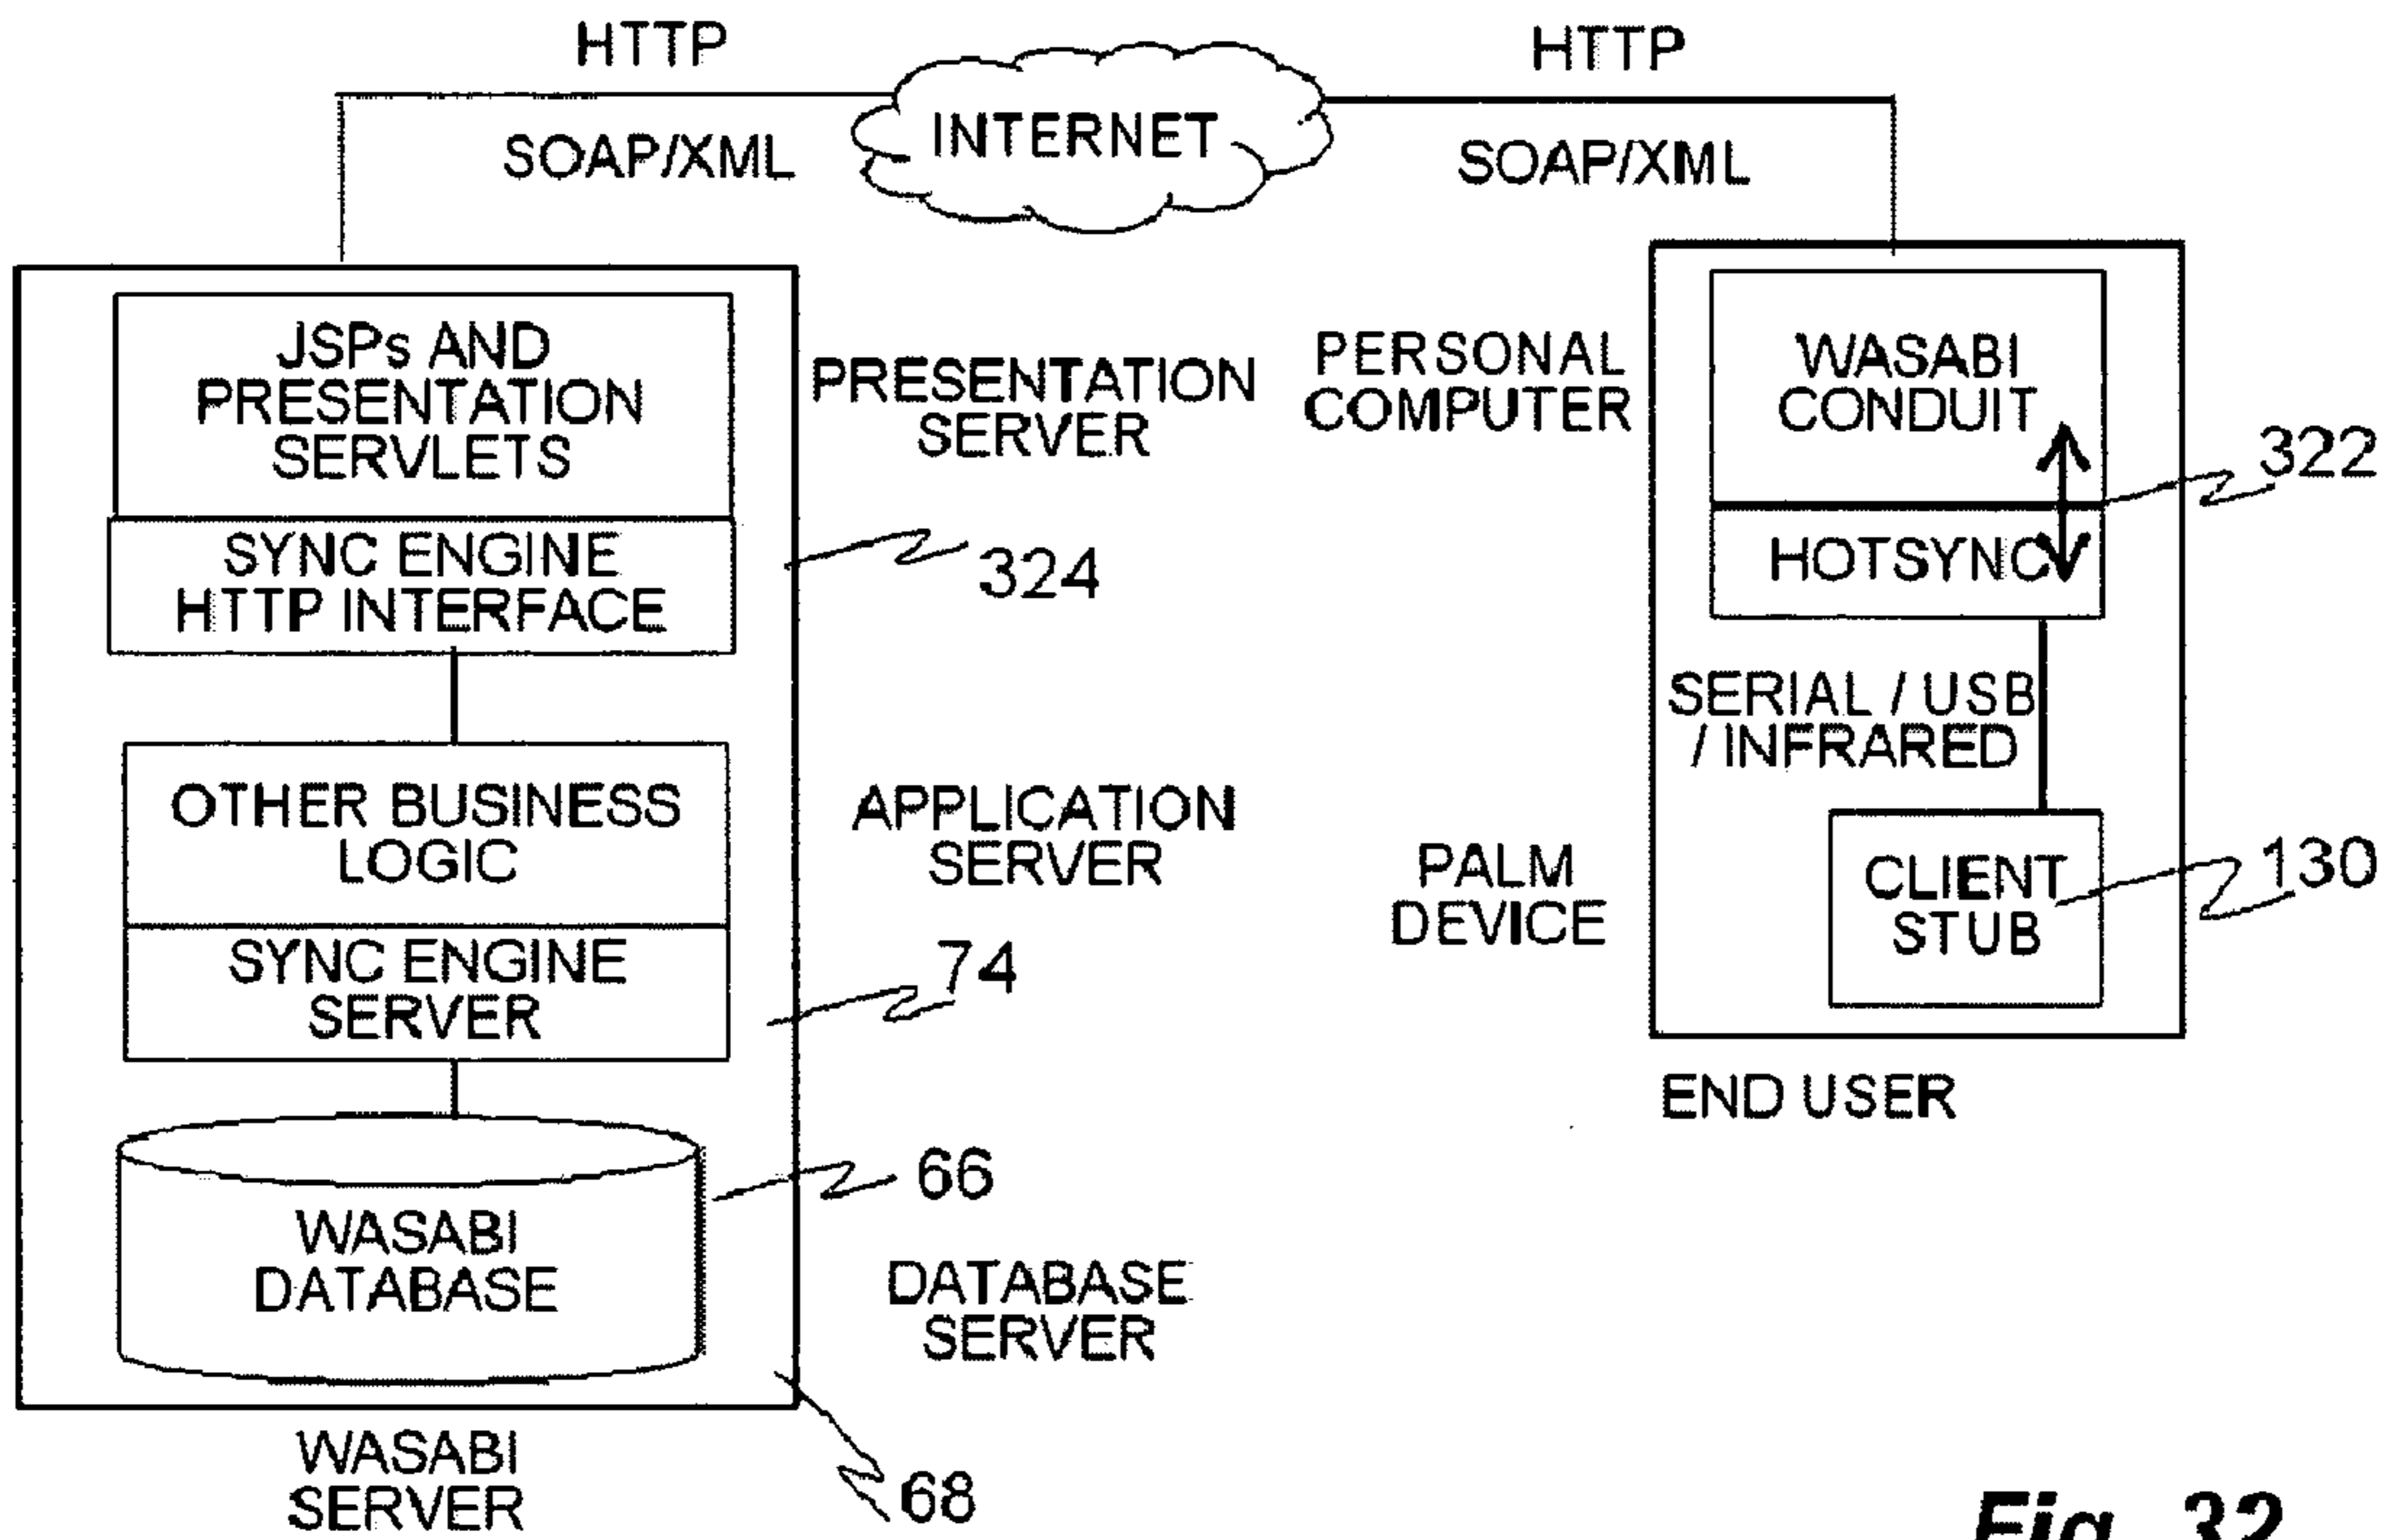 HTTP
SOAP/XML
INTERNET
HTTP
SOAP/XML
JSPs AND
PRESENTATION
SERVLETS
SYNC ENGINE
HTTP INTERFACE
PRESENTATION
SERVER
324
OTHER BUSINESS
LOGIC
SYNC ENGINE
SERVER
APPLICATION
SERVER
74
WASABI
DATABASE
66
DATABASE
SERVER
WASABI
SERVER
68
PERSONAL
COMPUTER
WASABI
CONDUIT
322
HOTSYNC
SERIAL / USB
/ INFRARED
PALM
DEVICE
CLIENT
STUB
130
END USER
Fig. 32